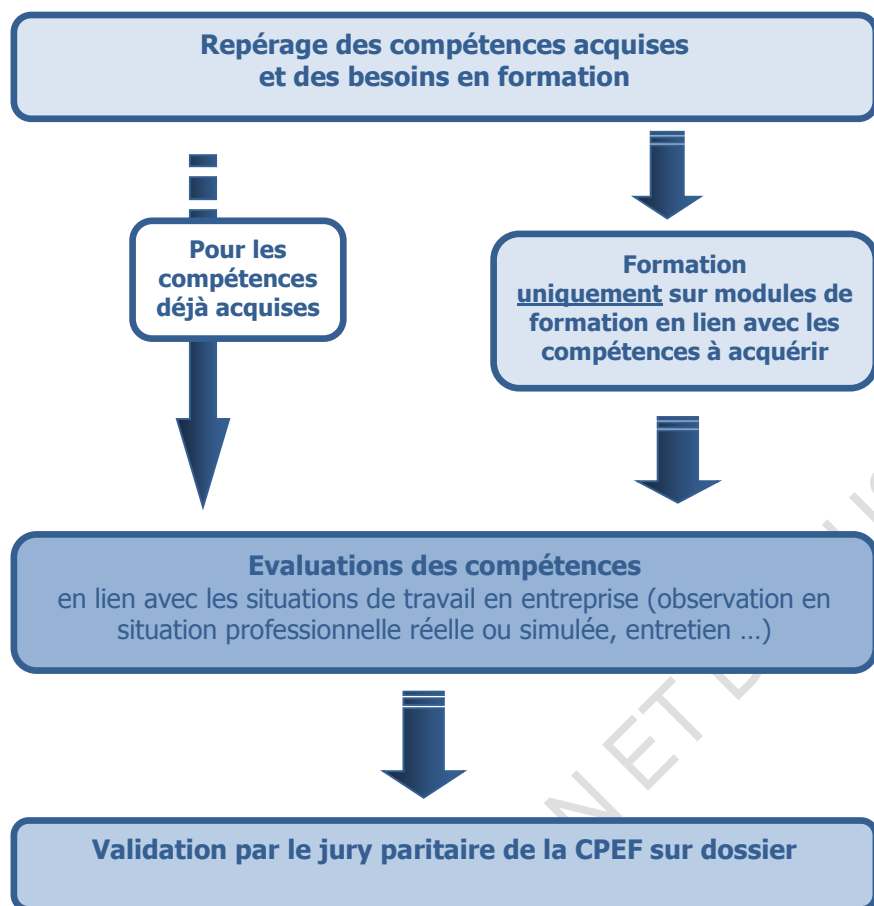 Repérage des compétences acquises
et des besoins en formation
Pour les
compétences
déjà acquises
Formation
uniquement sur modules de
formation en lien avec les
compétences à acquérir
Evaluations des compétences
en lien avec les situations de travail en entreprise (observation en
situation professionnelle réelle ou simulée, entretien …)
Validation par le jury paritaire de la CPEF sur dossier